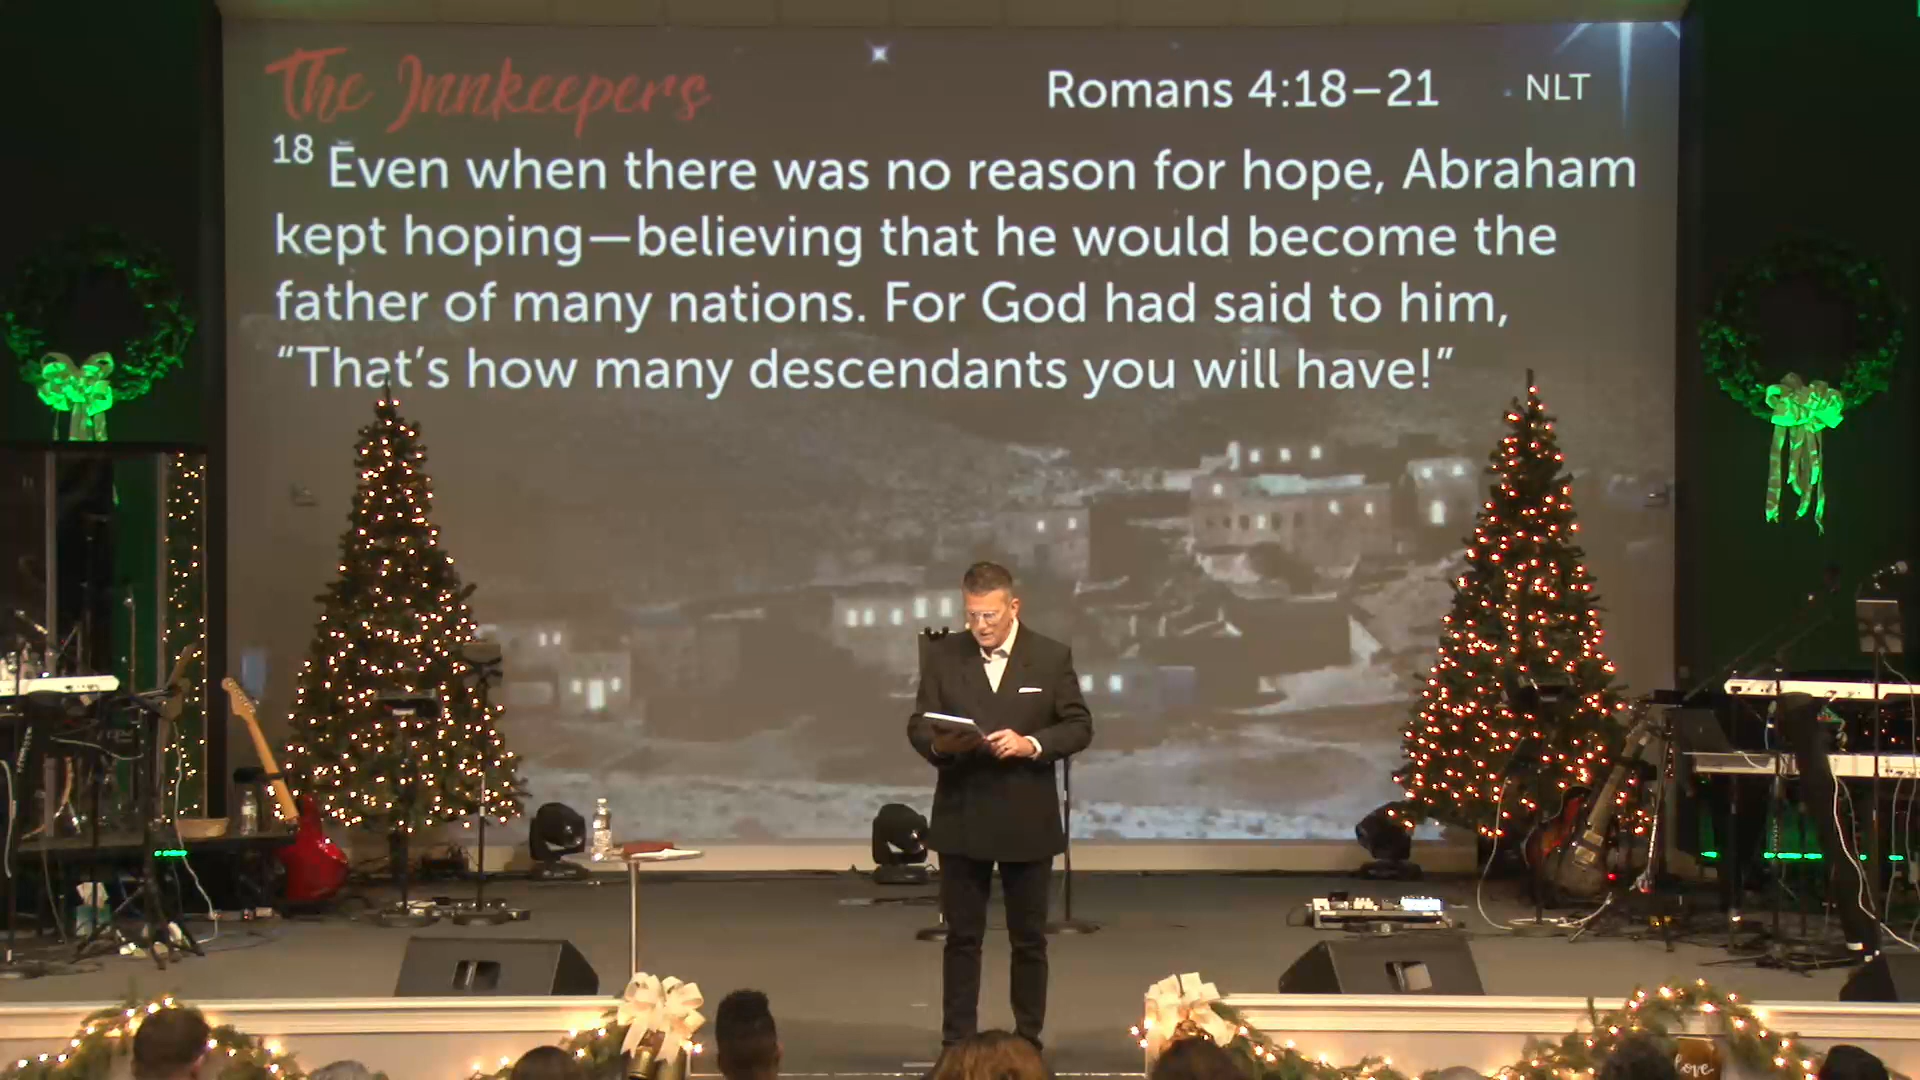 The Innkeepers
Romans 4:18–21 NLT
18 Even when there was no reason for hope, Abraham
kept hoping—believing that he would become the
father of many nations. For God had said to him,
“That’s how many descendants you will have!”
love